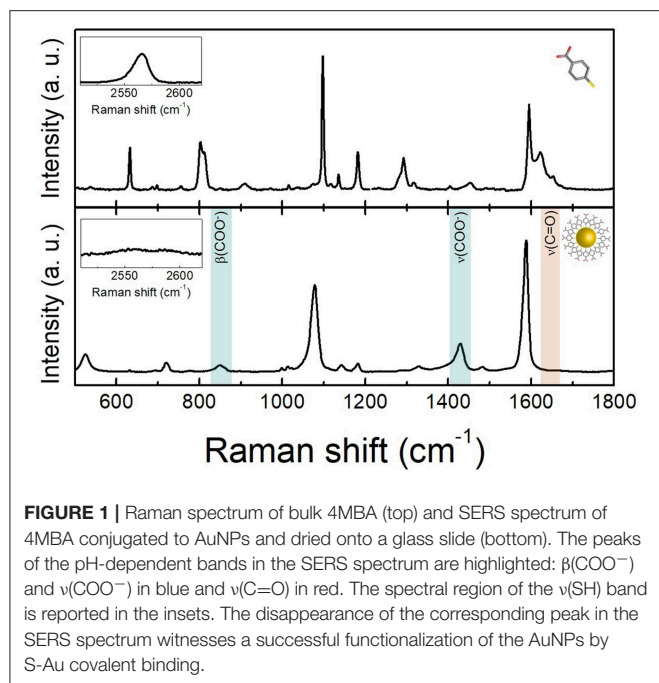 2550 2600
Raman shift (cm-1)
Intensity (a. u.)
2550 2600
Raman shift (cm-1)
β(COO-)
ν(COO-)
ν(C=O)
Intensity (a. u.)
600 800 1000 1200 1400 1600 1800
Raman shift (cm-1)
FIGURE 1 | Raman spectrum of bulk 4MBA (top) and SERS spectrum of
4MBA conjugated to AuNPs and dried onto a glass slide (bottom). The peaks
of the pH-dependent bands in the SERS spectrum are highlighted: β(COO−)
and ν(COO−) in blue and ν(C=O) in red. The spectral region of the ν(SH) band
is reported in the insets. The disappearance of the corresponding peak in the
SERS spectrum witnesses a successful functionalization of the AuNPs by
S-Au covalent binding.